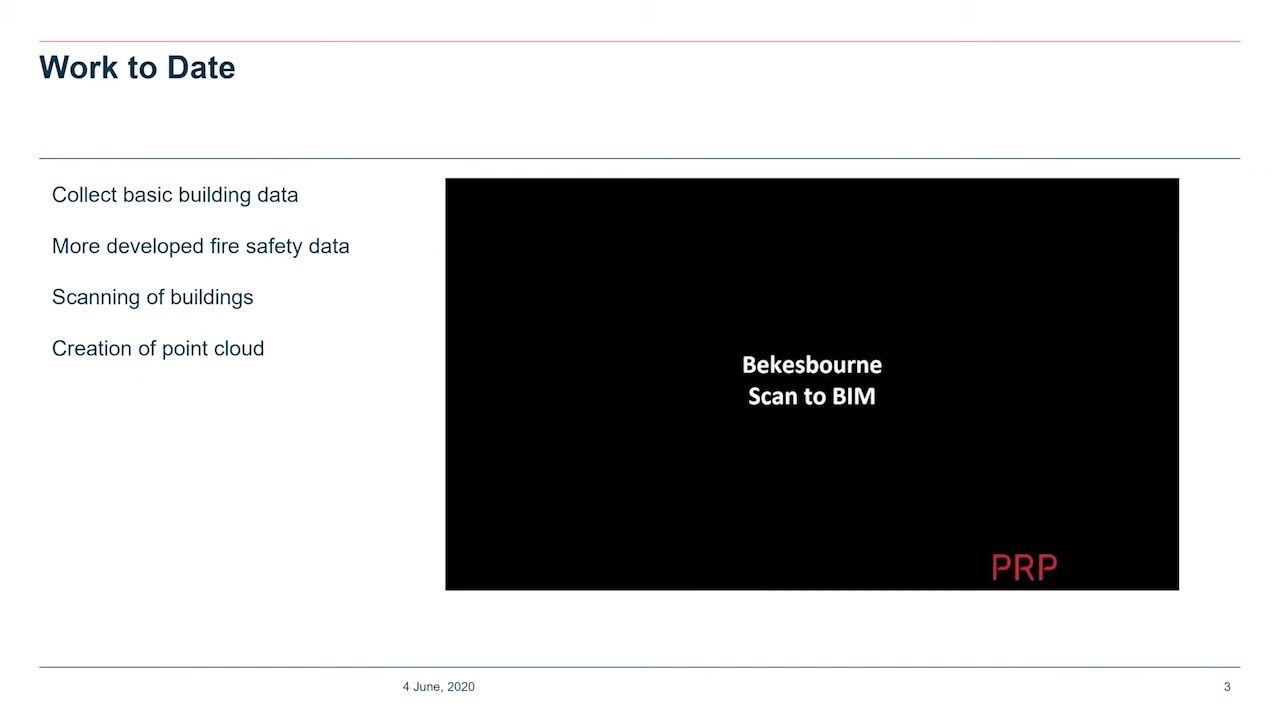 Work to Date
Collect basic building data
More developed fire safety data
Scanning of buildings
Creation of point cloud
Bekesbourne
Scan to BIM
PRP
4 June, 2020
3